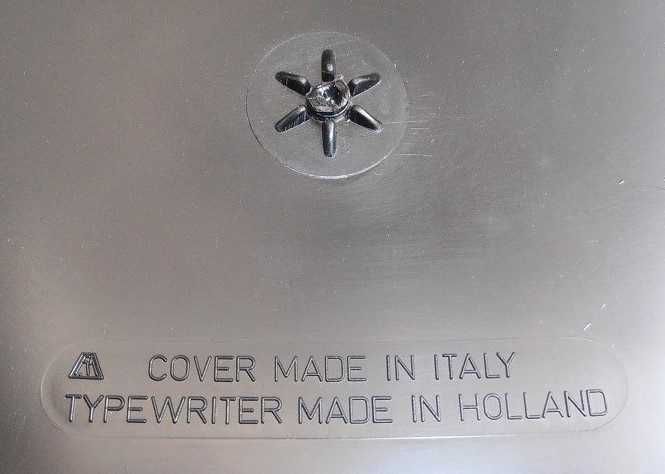 COVER MADE IN ITALY
TYPEWRITER MADE IN HOLLAND